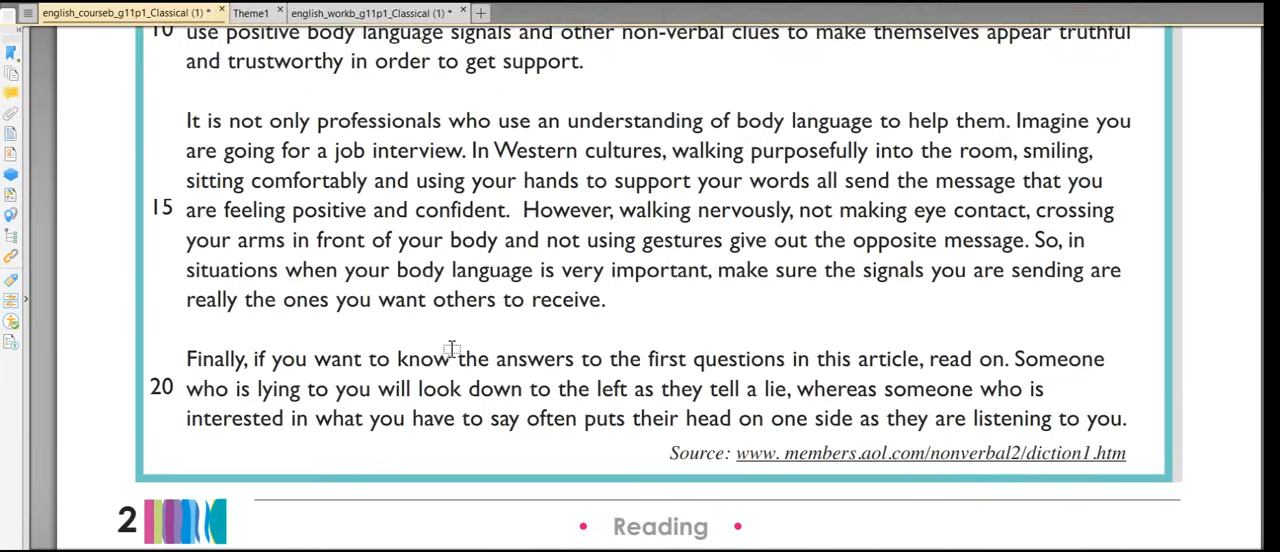 english_courseb_g11p1_Classical (1) *
Theme1
english_workb_g11p1_Classical (1) *
10 use positive body language signals and other non-verbal clues to make themselves appear truthful
and trustworthy in order to get support.
It is not only professionals who use an understanding of body language to help them. Imagine you
are going for a job interview. In Western cultures, walking purposefully into the room, smiling,
sitting comfortably and using your hands to support your words all send the message that you
15 are feeling positive and confident. However, walking nervously, not making eye contact, crossing
your arms in front of your body and not using gestures give out the opposite message. So, in
situations when your body language is very important, make sure the signals you are sending are
really the ones you want others to receive.
Finally, if you want to know the answers to the first questions in this article, read on. Someone
20 who is lying to you will look down to the left as they tell a lie, whereas someone who is
interested in what you have to say often puts their head on one side as they are listening to you.
Source: www. members.aol.com/nonverbal2/diction1.htm
2
• Reading •